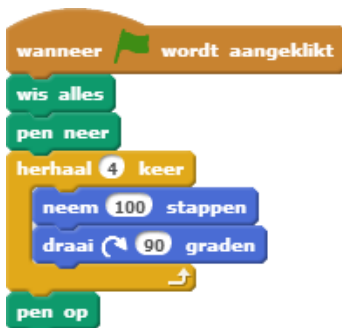 wanneer wordt aangeklikt
wis alles
pen neer
herhaal 4 keer
neem 100 stappen
draai 90 graden
pen op